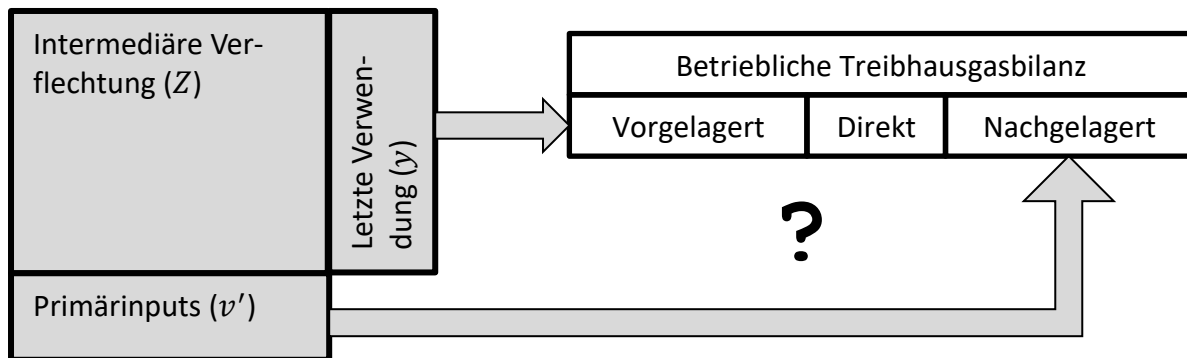 Intermediäre Ver-
flechtung (Z)
Letzte Verwen-
dung (y)
Primärinputs (v′)
Betriebliche Treibhausgasbilanz
Vorgelagert
Direkt
Nachgelagert
?